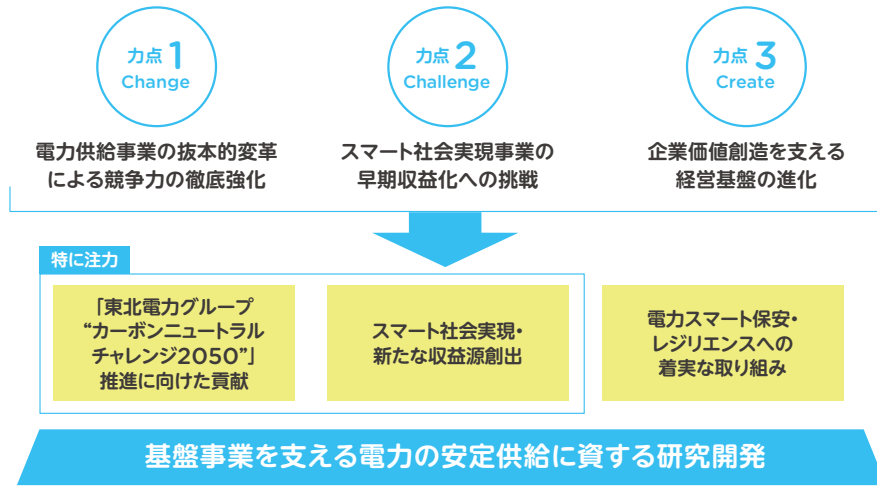 力点1
Change
力点2
Challenge
力点3
Create
電力供給事業の抜本的変革
による競争力の徹底強化
スマート社会実現事業の
早期収益化への挑戦
企業価値創造を支える
経営基盤の進化
特に注力
「東北電力グループ
“カーボンニュートラル
チャレンジ2050”」
推進に向けた貢献
スマート社会実現・
新たな収益源創出
電力スマート保安・
レジリエンスへの
着実な取り組み
基盤事業を支える電力の安定供給に資する研究開発